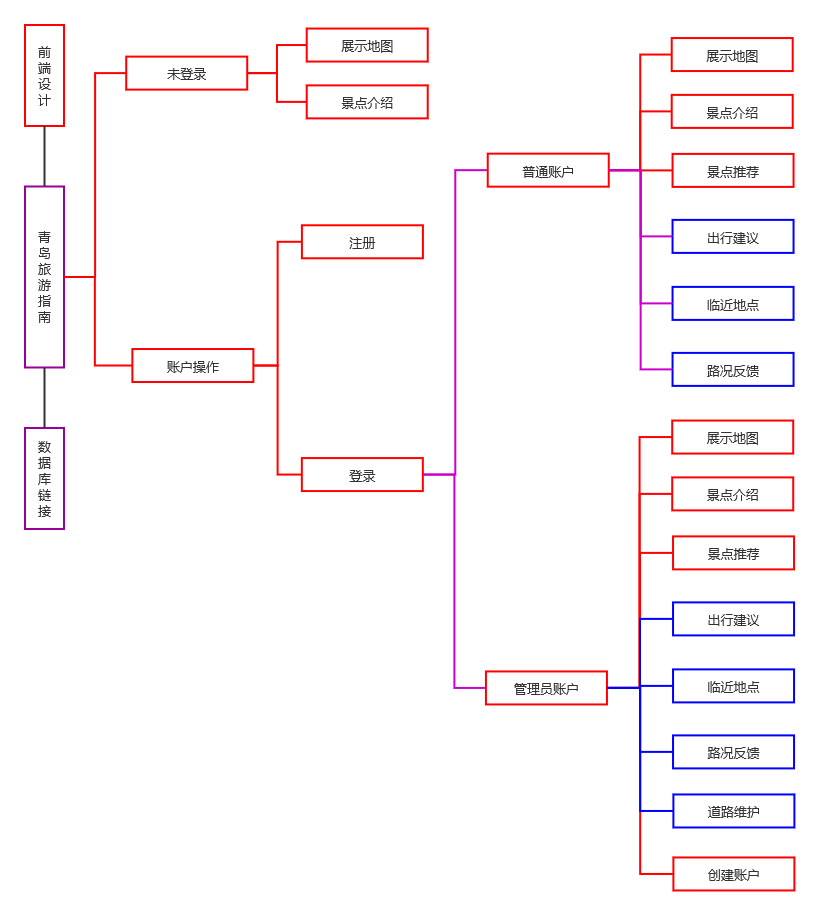 前端设计
青岛旅游指南
数据库链接
未登录
展示地图
景点介绍
账户操作
注册
登录
普通账户
展示地图
景点介绍
景点推荐
出行建议
临近地点
路况反馈
管理员账户
展示地图
景点介绍
景点推荐
出行建议
临近地点
路况反馈
道路维护
创建账户